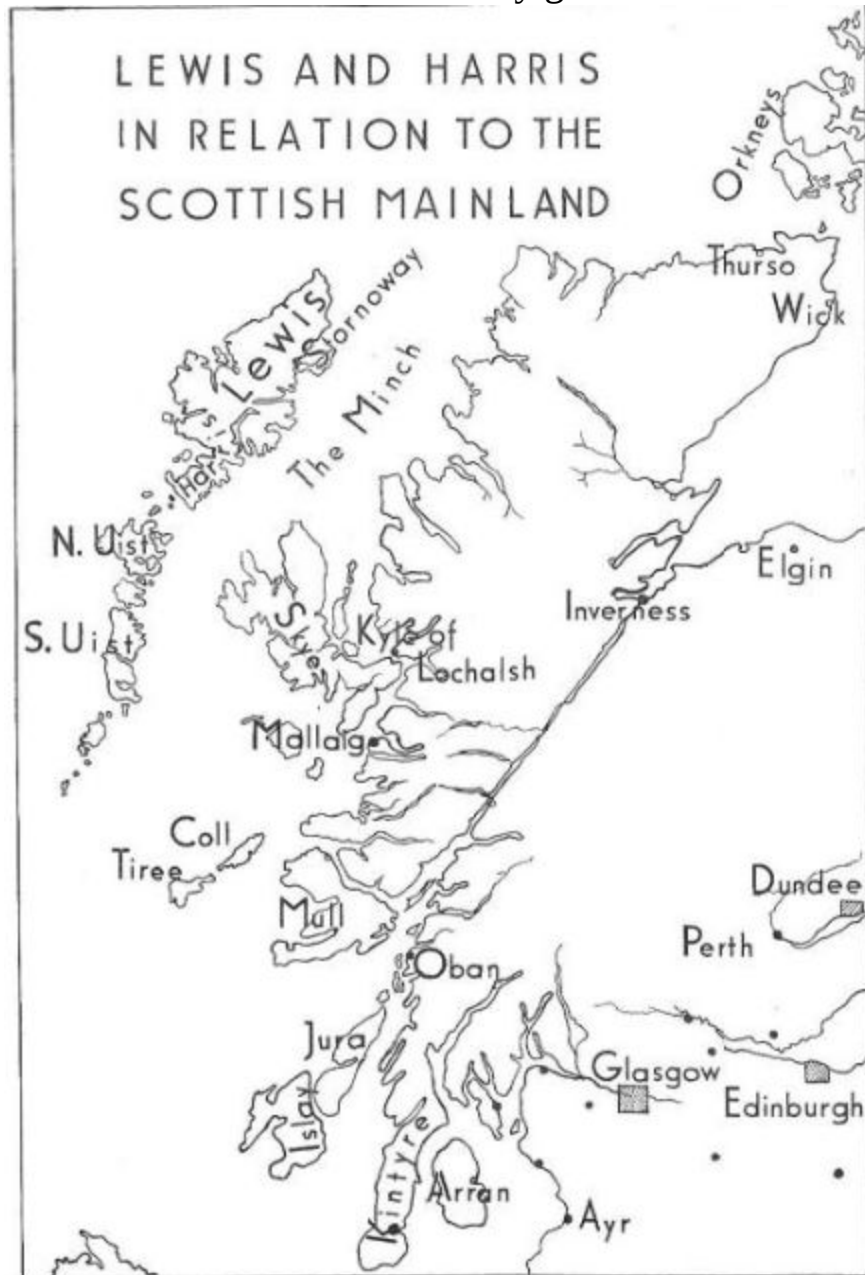 LEWIS AND HARRIS
IN RELATION TO THE
SCOTTISH MAINLAND
Orkneys
Thurso
Wick
Lewis
Stornoway
The Minch
Harris
N. Uist
S. Uist
Skye
Kyle of
Lochalsh
Inverness
Elgin
Mallaig
Coll
Tiree
Mull
Oban
Dundee
Perth
Jura
Islay
Glasgow
Edinburgh
Kintyre
Arran
Ayr